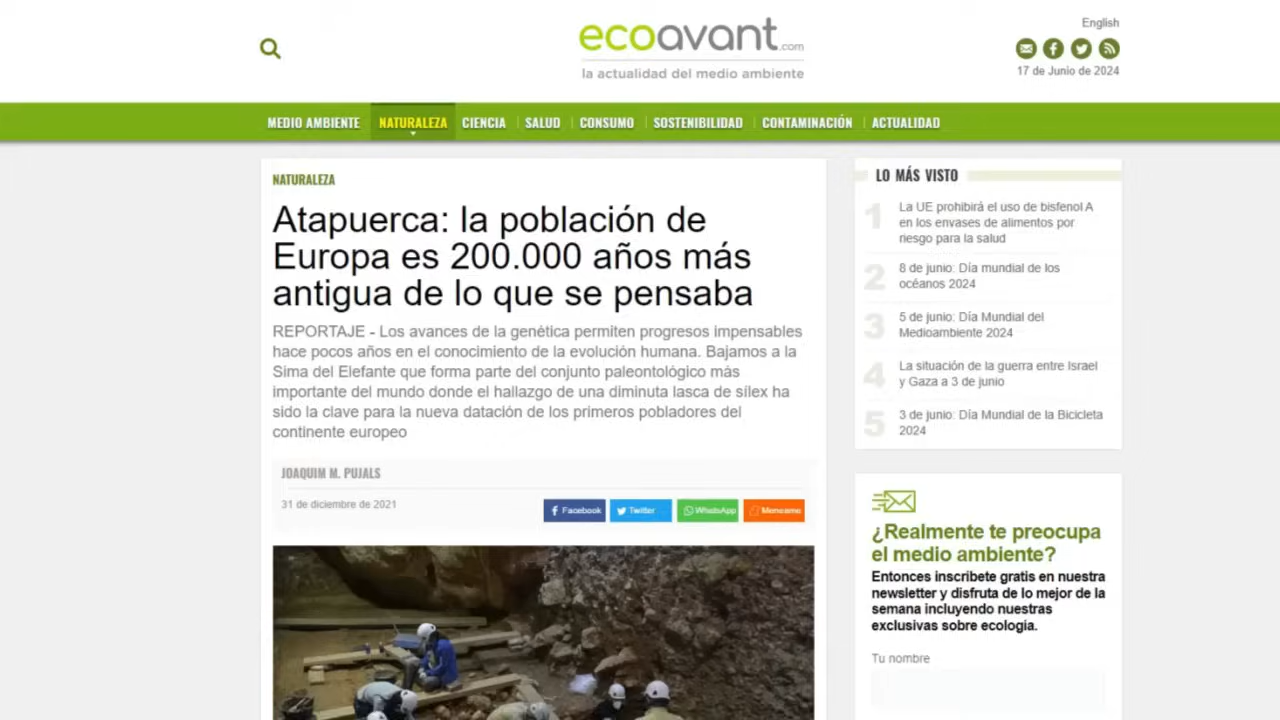 English
ecoavant.com
la actualidad del medio ambiente
17 de Junio de 2024
MEDIO AMBIENTE
NATURALEZA
CIENCIA
SALUD
CONSUMO
SOSTENIBILIDAD
CONTAMINACIÓN
ACTUALIDAD
NATURALEZA
Atapuerca: la población de
Europa es 200.000 años más
antigua de lo que se pensaba
REPORTAJE - Los avances de la genética permiten progresos impensables
hace pocos años en el conocimiento de la evolución humana. Bajamos a la
Sima del Elefante que forma parte del conjunto paleontológico más
importante del mundo donde el hallazgo de una diminuta lasca de sílex ha
sido la clave para la nueva datación de los primeros pobladores del
continente europeo
JOAQUIM M. PUJALS
31 de diciembre de 2021
Facebook
Twitter
WhatsApp
Meneame
LO MÁS VISTO
1
La UE prohibirá el uso de bisfenol A
en los envases de alimentos por
riesgo para la salud
2
8 de junio: Día mundial de los
océanos 2024
3
5 de junio: Día Mundial del
Medioambiente 2024
4
La situación de la guerra entre Israel
y Gaza a 3 de junio
5
3 de junio: Día Mundial de la Bicicleta
2024
¿Realmente te preocupa
el medio ambiente?
Entonces inscribete gratis en nuestra
newsletter y disfruta de lo mejor de la
semana incluyendo nuestras
exclusivas sobre ecología.
Tu nombre